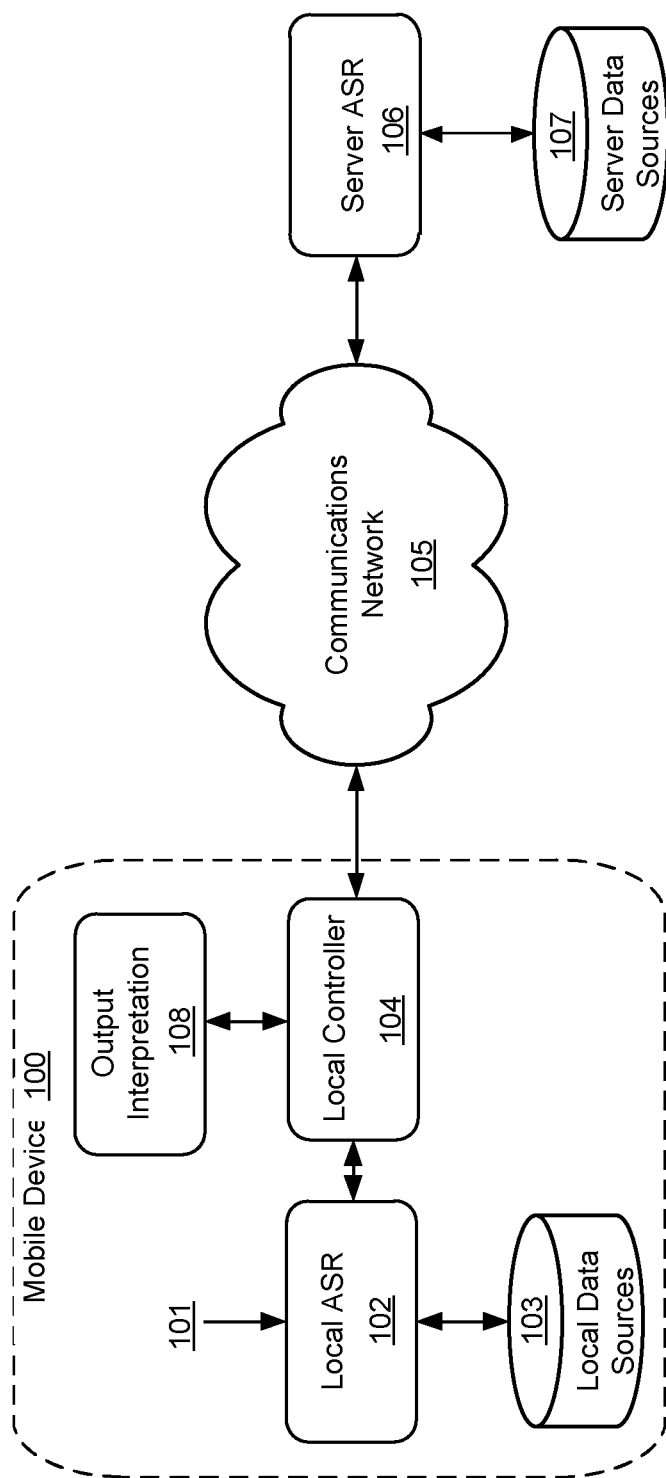 Mobile Device 100
Output
Interpretation
108
101
Local ASR
102
Local Controller
104
103
Local Data
Sources
Communications
Network
105
Server ASR
106
107
Server Data
Sources